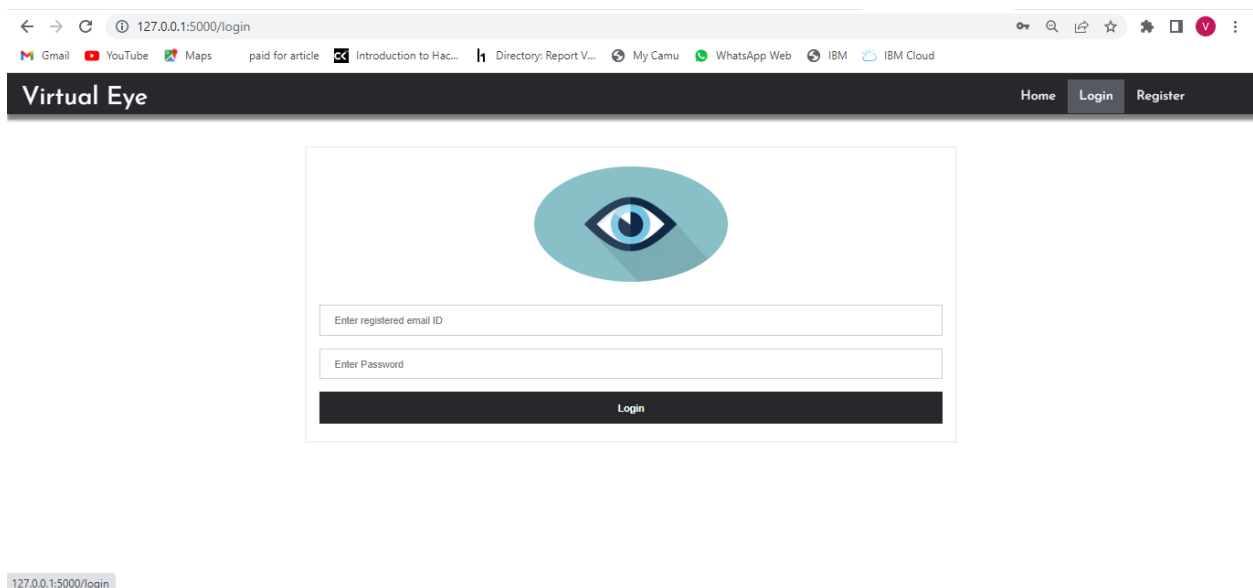 127.0.0.1:5000/login
V
Gmail YouTube Maps paid for article CK Introduction to Hac... h1 Directory: Report V... My Camu WhatsApp Web IBM IBM Cloud
Virtual Eye Home Login Register
Enter registered email ID
Enter Password
Login
127.0.0.1:5000/login